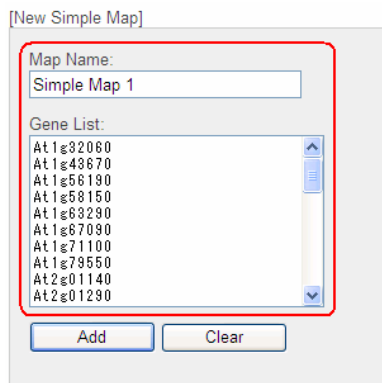 [New Simple Map]
Map Name:
Simple Map 1
Gene List:
At1g32060
At1g43670
At1g56190
At1g58150
At1g63290
At1g67090
At1g71100
At1g79550
At2g01140
At2g01290
Add Clear